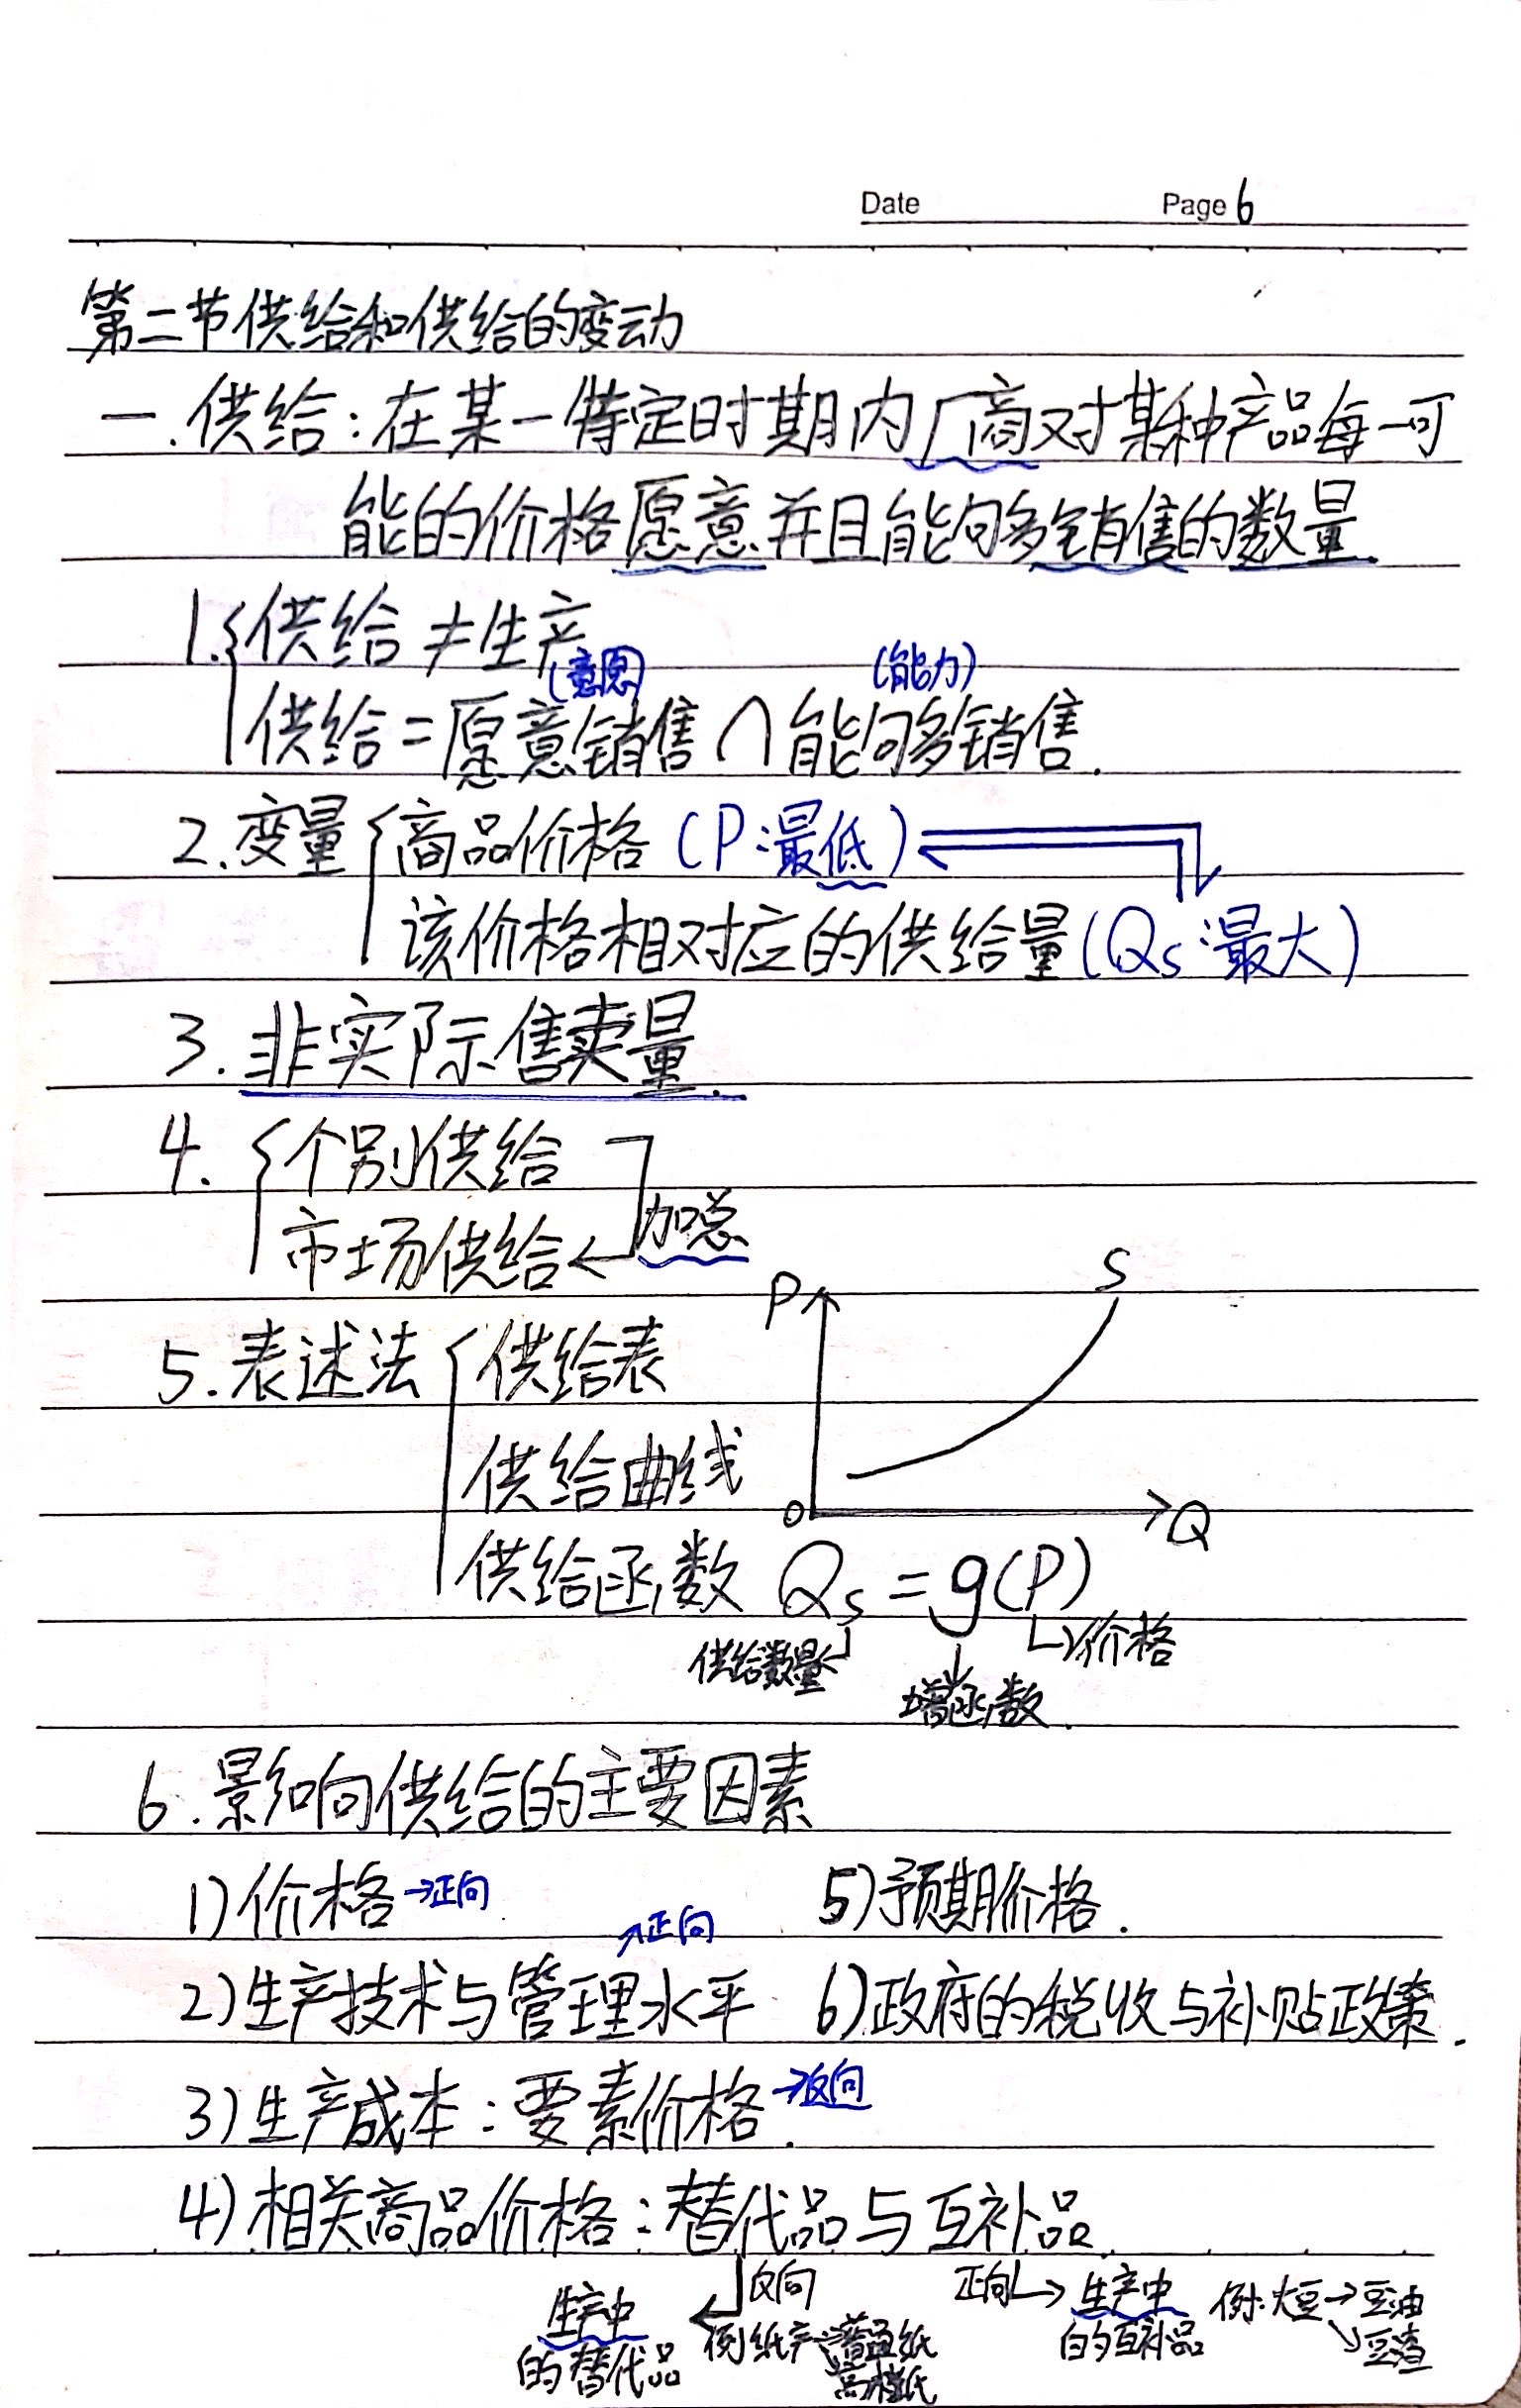 Date Page 6
第二节供给和供给的变动
一.供给:在某一特定时期内厂商对某种产品每一可
能的价格愿意并且能够多销售的数量.
1.{供给≠生产
(意愿) (能力)
供给=愿意销售∩能够多销售.
2.变量{商品价格(P:最低)
该价格相对应的供给量(Qs:最大)
3.非实际售卖量.
4.{个别供给
加总
市场供给←
P S
5.表述法{供给表
供给曲线
O Q
供给函数 Qs=g(P)
供给数量 ↓增函数. →价格
6.影响供给的主要因素
1)价格→正向 5)预期价格.
↗正向
2)生产技术与管理水平 6)政府的税收与补贴政策.
3)生产成本:要素价格.→反向
4)相关商品价格:替代品与互补品.
反向 正向→生产中 例:大豆→豆油
生产中← 例纸产→普通纸 的互补品 ↘豆渣
的替代品 高档纸